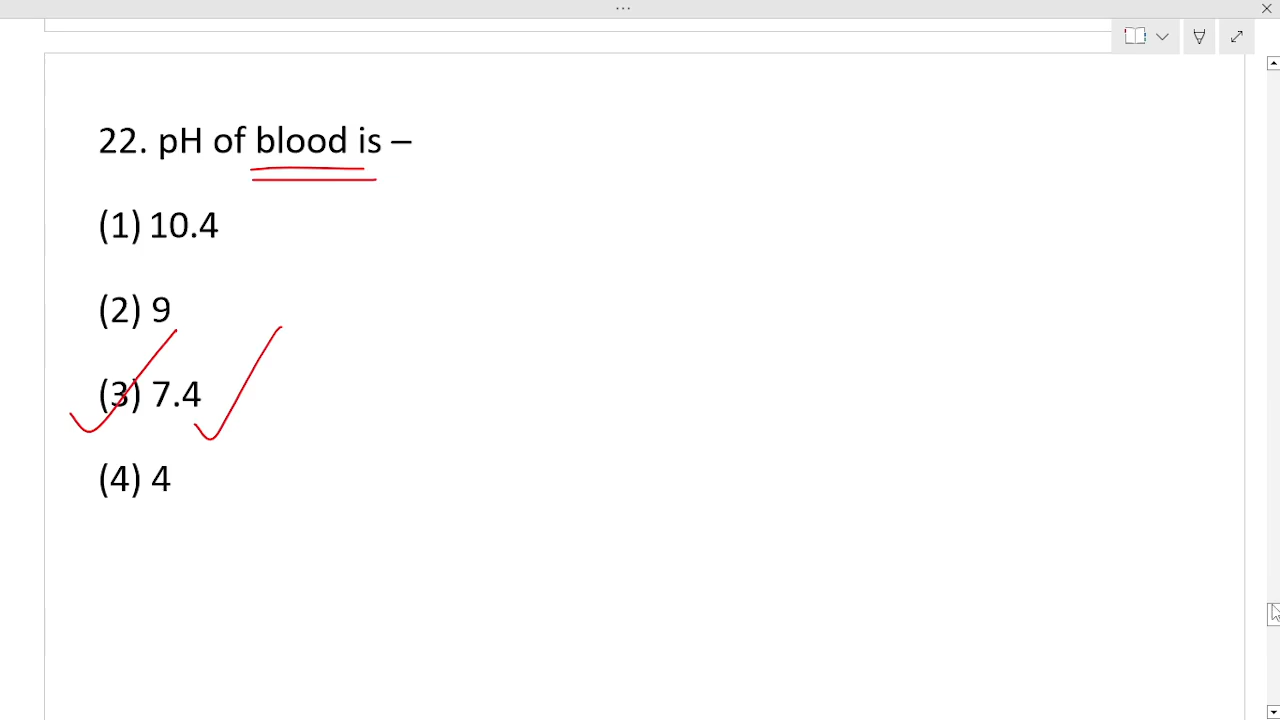 22. pH of blood is –
(1) 10.4
(2) 9
(3) 7.4
(4) 4